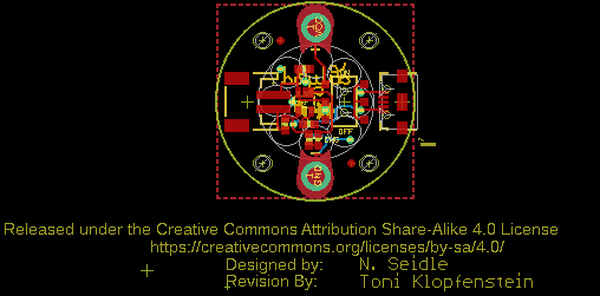 OFF
GND
Released under the Creative Commons Attribution Share-Alike 4.0 License
https://creativecommons.org/licenses/by-sa/4.0/
Designed by: N. Seidle
Revision By: Toni Klopfenstein